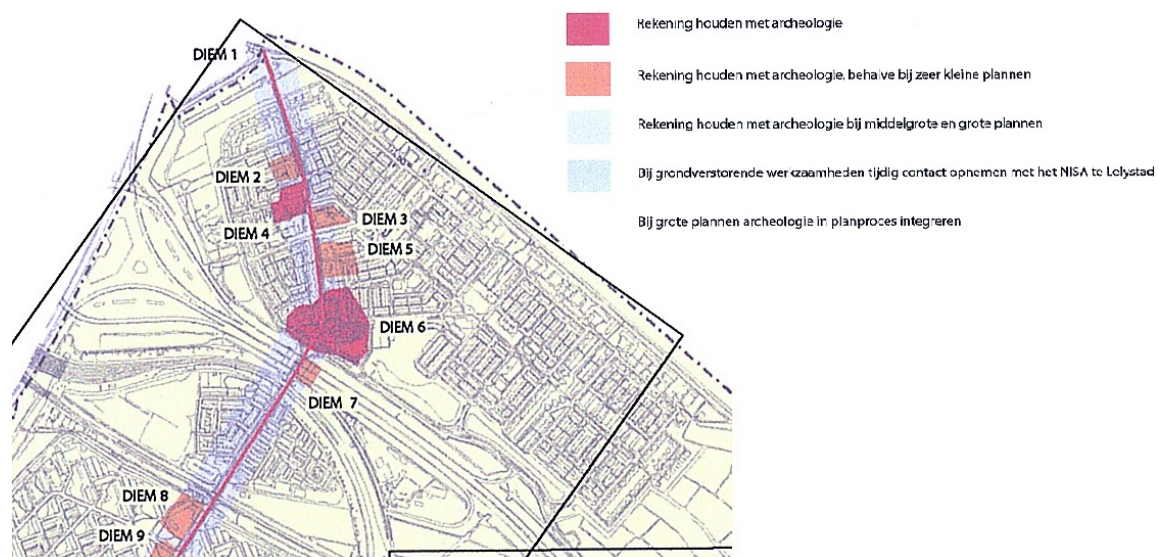 DIEM 1
DIEM 2
DIEM 3
DIEM 4
DIEM 5
DIEM 6
DIEM 7
DIEM 8
DIEM 9
Rekening houden met archeologie
Rekening houden met archeologie, behalve bij zeer kleine plannen
Rekening houden met archeologie bij middelgrote en grote plannen
Bij grondverstorende werkzaamheden tijdig contact opnemen met het NISA te Lelystad
Bij grote plannen archeologie in planproces integreren